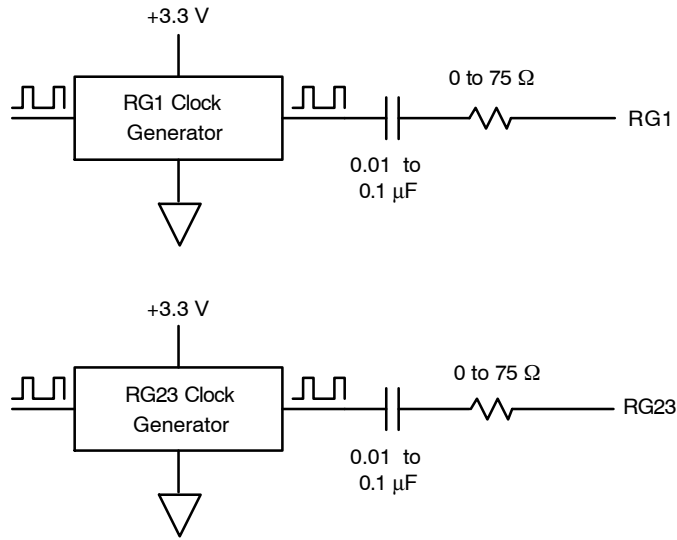 +3.3 V
RG1 Clock
Generator
0 to 75 Ω
RG1
0.01 to
0.1 μF
+3.3 V
RG23 Clock
Generator
0 to 75 Ω
RG23
0.01 to
0.1 μF